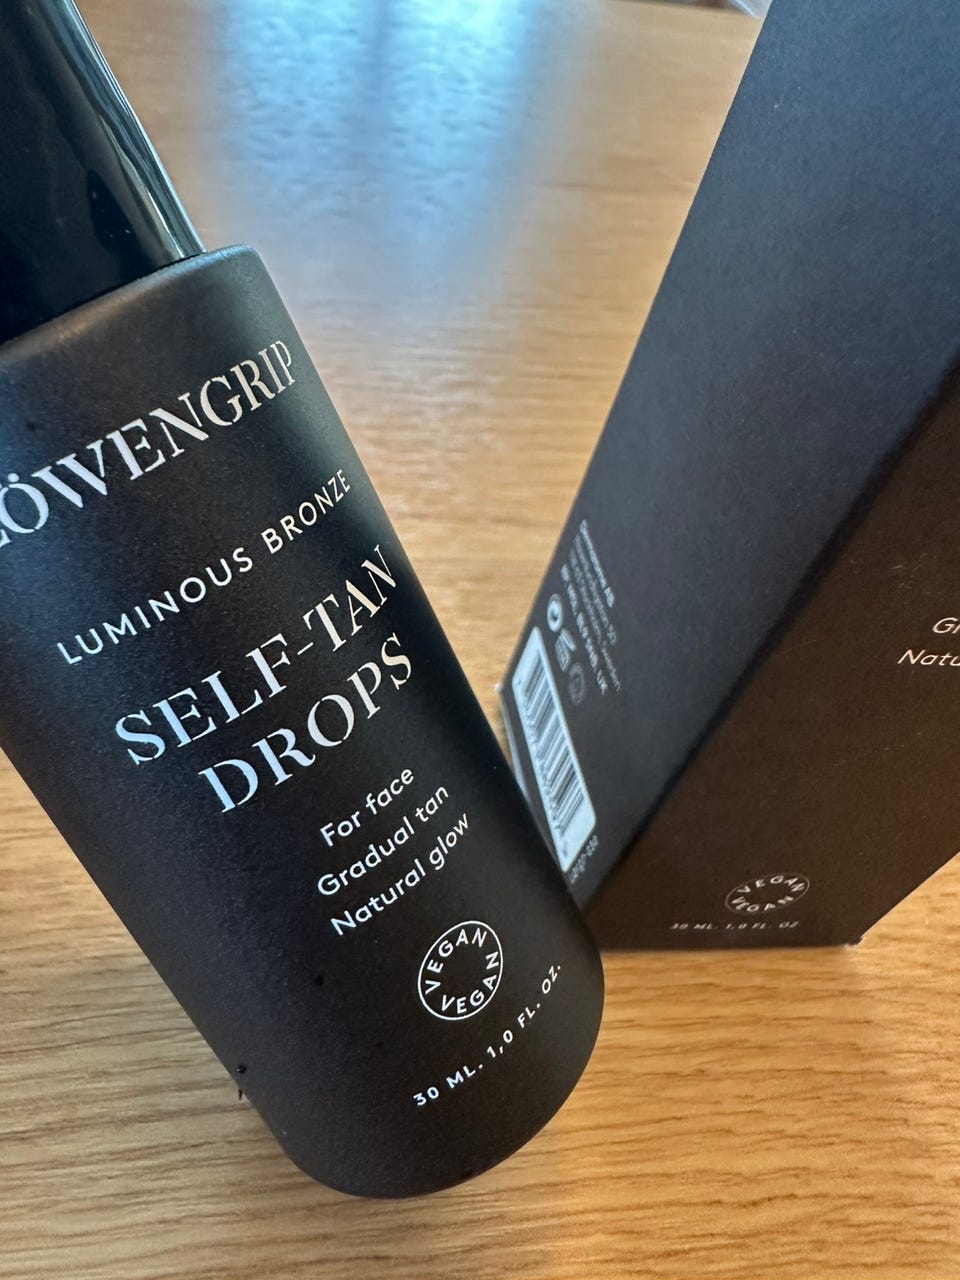 LÖWENGRIP
LUMINOUS BRONZE
SELF-TAN
DROPS
For face
Gradual tan
Natural glow
VEGAN
VEGAN
30 ML. 1,0 FL. OZ.
VEGAN
VEGAN
30 ML. 1,0 FL. OZ.